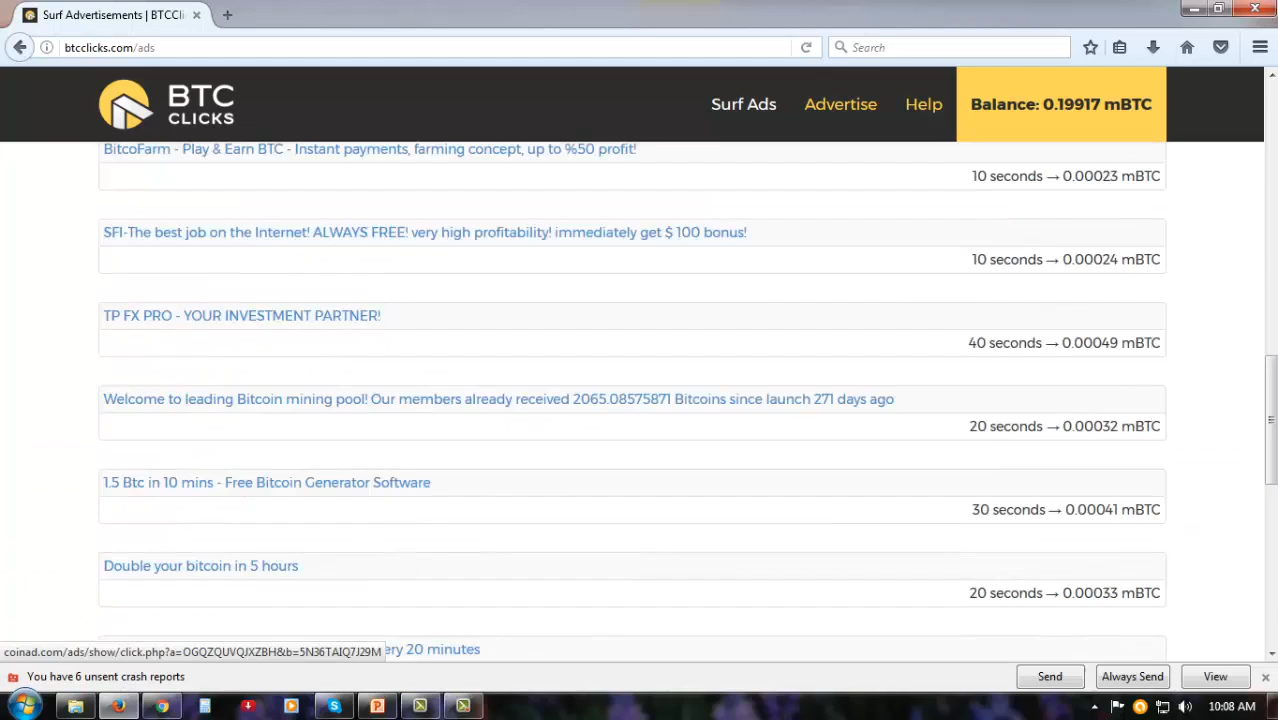 Surf Advertisements | BTCCli
btcclicks.com/ads
Search
BTC
CLICKS
Surf Ads
Advertise
Help
Balance: 0.19917 mBTC
BitcoFarm - Play & Earn BTC - Instant payments, farming concept, up to %50 profit!
10 seconds → 0.00023 mBTC
SFI-The best job on the Internet! ALWAYS FREE! very high profitability! immediately get $ 100 bonus!
10 seconds → 0.00024 mBTC
TP FX PRO - YOUR INVESTMENT PARTNER!
40 seconds → 0.00049 mBTC
Welcome to leading Bitcoin mining pool! Our members already received 2065.08575871 Bitcoins since launch 271 days ago
20 seconds → 0.00032 mBTC
1.5 Btc in 10 mins - Free Bitcoin Generator Software
30 seconds → 0.00041 mBTC
Double your bitcoin in 5 hours
20 seconds → 0.00033 mBTC
ery 20 minutes
coinad.com/ads/show/click.php?a=OGQZQUVQJXZBH&b=5N36TAIQ7J29M
You have 6 unsent crash reports
Send
Always Send
View
10:08 AM